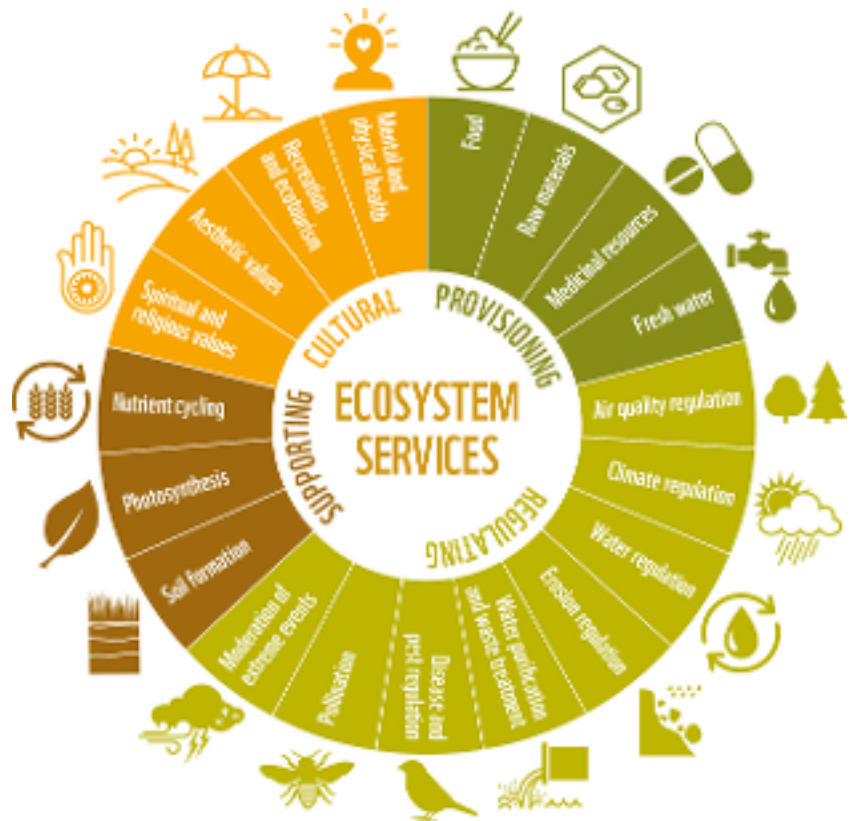 ECOSYSTEM
SERVICES
PROVISIONING
Food
Raw materials
Medicinal resources
Fresh water
REGULATING
Air quality regulation
Climate regulation
Water regulation
Erosion regulation
Water purification
and waste treatment
Disease and
pest regulation
Pollination
Moderation of
extreme events
SUPPORTING
Soil formation
Photosynthesis
Nutrient cycling
CULTURAL
Spiritual and
religious values
Aesthetic values
Recreation
and ecotourism
Mental and
physical health